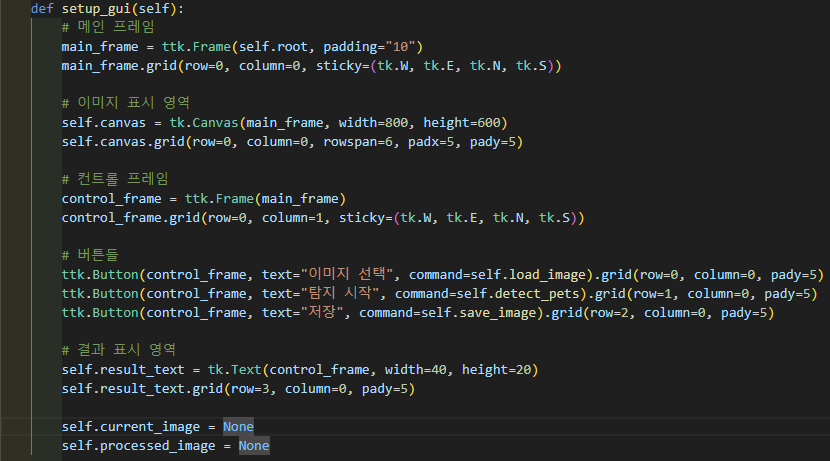 def setup_gui(self):
    # 메인 프레임
    main_frame = ttk.Frame(self.root, padding="10")
    main_frame.grid(row=0, column=0, sticky=(tk.W, tk.E, tk.N, tk.S))

    # 이미지 표시 영역
    self.canvas = tk.Canvas(main_frame, width=800, height=600)
    self.canvas.grid(row=0, column=0, rowspan=6, padx=5, pady=5)

    # 컨트롤 프레임
    control_frame = ttk.Frame(main_frame)
    control_frame.grid(row=0, column=1, sticky=(tk.W, tk.E, tk.N, tk.S))

    # 버튼들
    ttk.Button(control_frame, text="이미지 선택", command=self.load_image).grid(row=0, column=0, pady=5)
    ttk.Button(control_frame, text="탐지 시작", command=self.detect_pets).grid(row=1, column=0, pady=5)
    ttk.Button(control_frame, text="저장", command=self.save_image).grid(row=2, column=0, pady=5)

    # 결과 표시 영역
    self.result_text = tk.Text(control_frame, width=40, height=20)
    self.result_text.grid(row=3, column=0, pady=5)

    self.current_image = None
    self.processed_image = None